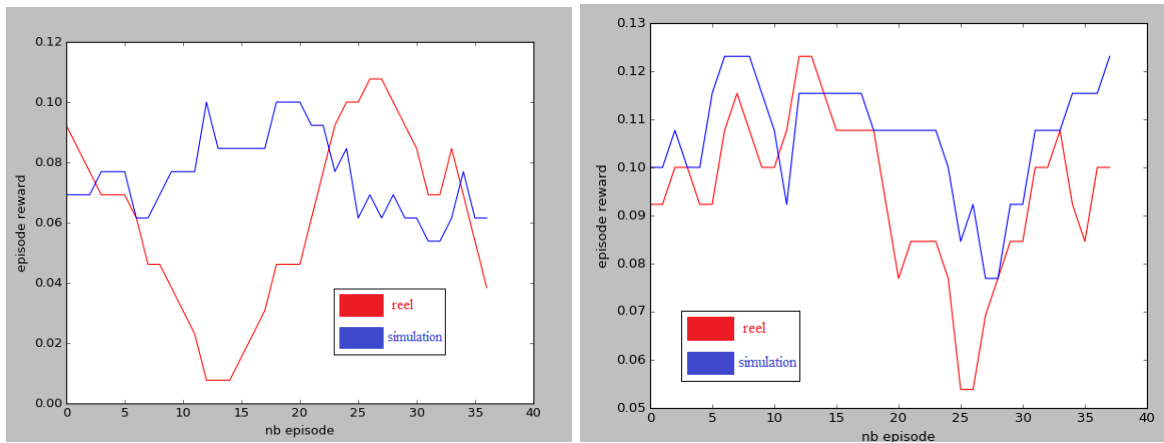 0.12
0.10
0.08
0.06
0.04
0.02
0.00
0 5 10 15 20 25 30 35 40
episode reward
nb episode
reel
simulation
0.13
0.12
0.11
0.10
0.09
0.08
0.07
0.06
0.05
0 5 10 15 20 25 30 35 40
episode reward
nb episode
reel
simulation